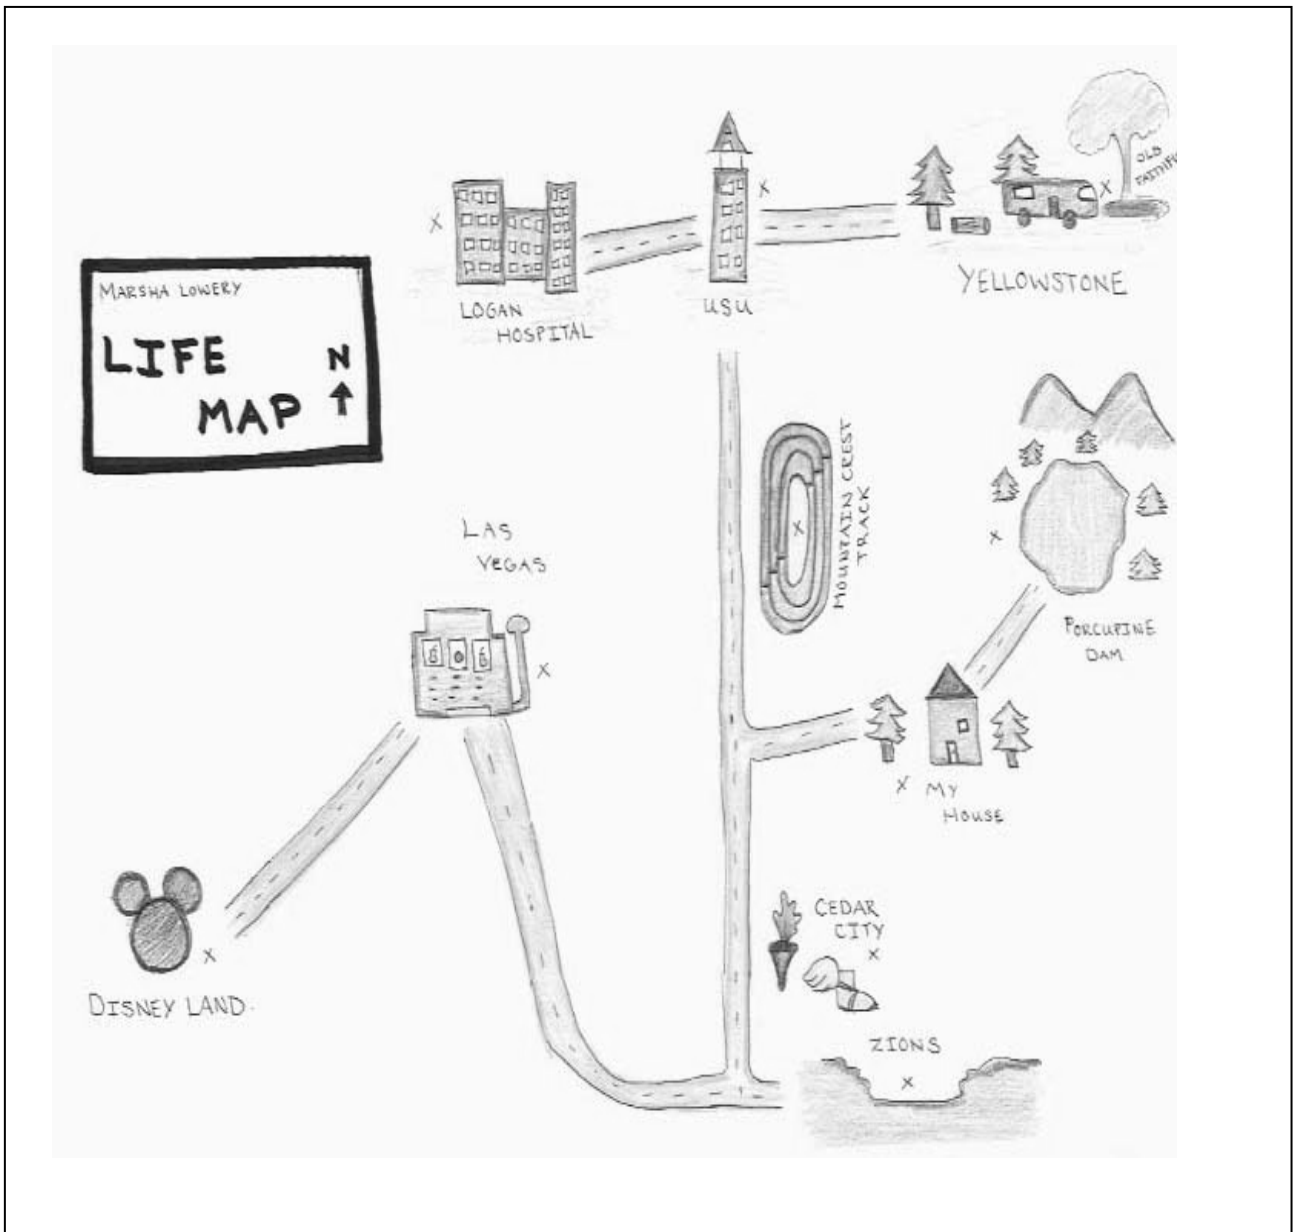 MARSHA LOWERY
LIFE
MAP
N
LOGAN
HOSPITAL
USU
OLD
FAITHFUL
YELLOWSTONE
MOUNTAIN CREST
TRACK
LAS
VEGAS
PORCUPINE
DAM
MY
HOUSE
DISNEY LAND.
CEDAR
CITY
ZIONS
X
X
X
X
X
X
X
X
X
X